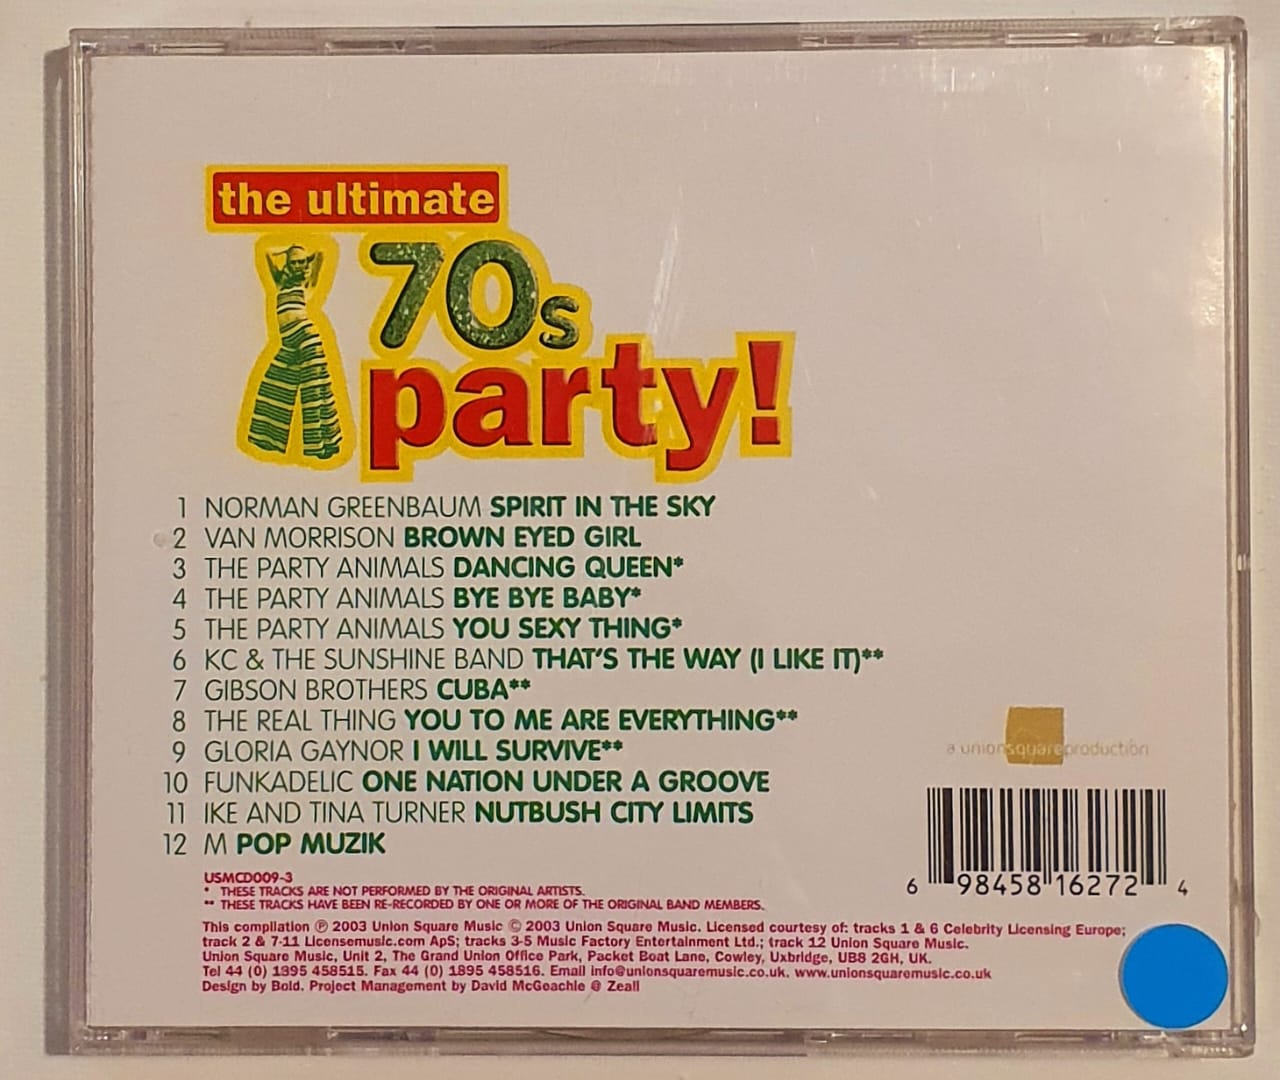 the ultimate
70s
party!
1 NORMAN GREENBAUM SPIRIT IN THE SKY
2 VAN MORRISON BROWN EYED GIRL
3 THE PARTY ANIMALS DANCING QUEEN*
4 THE PARTY ANIMALS BYE BYE BABY*
5 THE PARTY ANIMALS YOU SEXY THING*
6 KC & THE SUNSHINE BAND THAT'S THE WAY (I LIKE IT)**
7 GIBSON BROTHERS CUBA**
8 THE REAL THING YOU TO ME ARE EVERYTHING**
9 GLORIA GAYNOR I WILL SURVIVE**
10 FUNKADELIC ONE NATION UNDER A GROOVE
11 IKE AND TINA TURNER NUTBUSH CITY LIMITS
12 M POP MUZIK
a unionsquareproduction
6 98458 16272 4
USMCD009-3
* THESE TRACKS ARE NOT PERFORMED BY THE ORIGINAL ARTISTS.
** THESE TRACKS HAVE BEEN RE-RECORDED BY ONE OR MORE OF THE ORIGINAL BAND MEMBERS.
This compilation ℗ 2003 Union Square Music © 2003 Union Square Music. Licensed courtesy of: tracks 1 & 6 Celebrity Licensing Europe;
track 2 & 7-11 Licensemusic.com ApS; tracks 3-5 Music Factory Entertainment Ltd.; track 12 Union Square Music.
Union Square Music, Unit 2, The Grand Union Office Park, Packet Boat Lane, Cowley, Uxbridge, UB8 2GH, UK.
Tel 44 (0) 1895 458515. Fax 44 (0) 1895 458516. Email info@unionsquaremusic.co.uk. www.unionsquaremusic.co.uk
Design by Bold. Project Management by David McGeachie @ Zeall